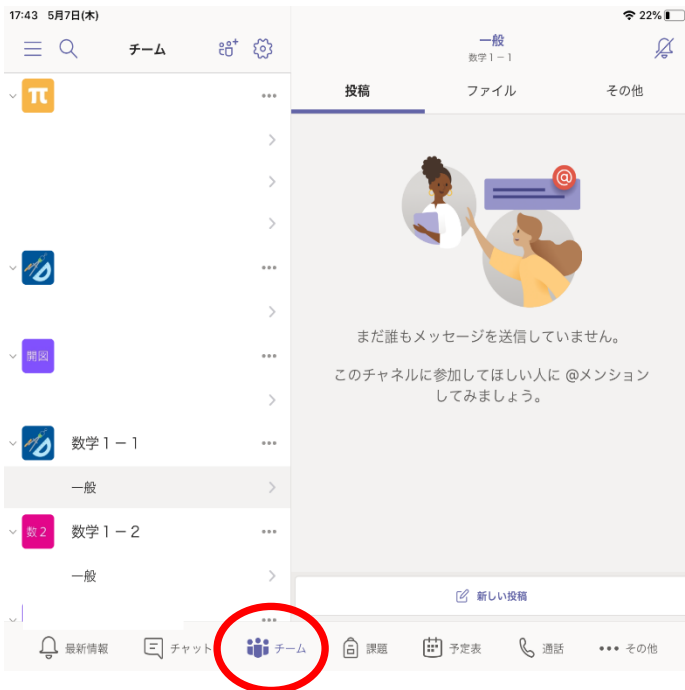 17:43 5月7日(木)
22%
チーム
一般
数学1－1
投稿
ファイル
その他
π
開図
数学1－1
一般
数2
数学1－2
一般
@
まだ誰もメッセージを送信していません。
このチャネルに参加してほしい人に @メンション
してみましょう。
新しい投稿
最新情報
チャット
チーム
課題
予定表
通話
その他